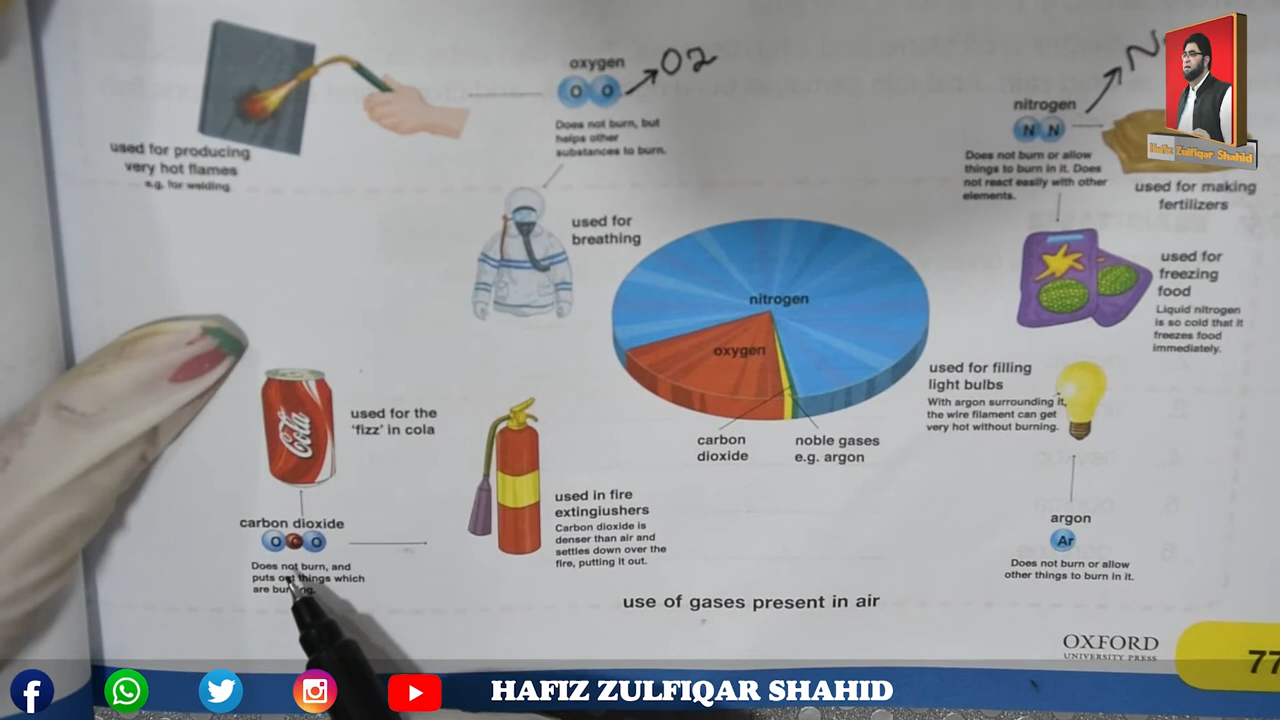 oxygen
O O
O2
Does not burn, but
helps other
substances to burn.
used for producing
very hot flames
e.g. for welding.
used for
breathing
nitrogen
N N
N
Does not burn or allow
things to burn in it. Does
not react easily with other
elements.
used for making
fertilizers
Hafiz Zulfiqar Shahid
used for
freezing
food
Liquid nitrogen
is so cold that it
freezes food
immediately.
nitrogen
oxygen
carbon
dioxide
noble gases
e.g. argon
used for filling
light bulbs
With argon surrounding it,
the wire filament can get
very hot without burning.
argon
Ar
Does not burn or allow
other things to burn in it.
Cola
used for the
'fizz' in cola
carbon dioxide
O C O
Does not burn, and
puts out things which
are burning.
used in fire
extingiushers
Carbon dioxide is
denser than air and
settles down over the
fire, putting it out.
use of gases present in air
OXFORD
UNIVERSITY PRESS
77
HAFIZ ZULFIQAR SHAHID